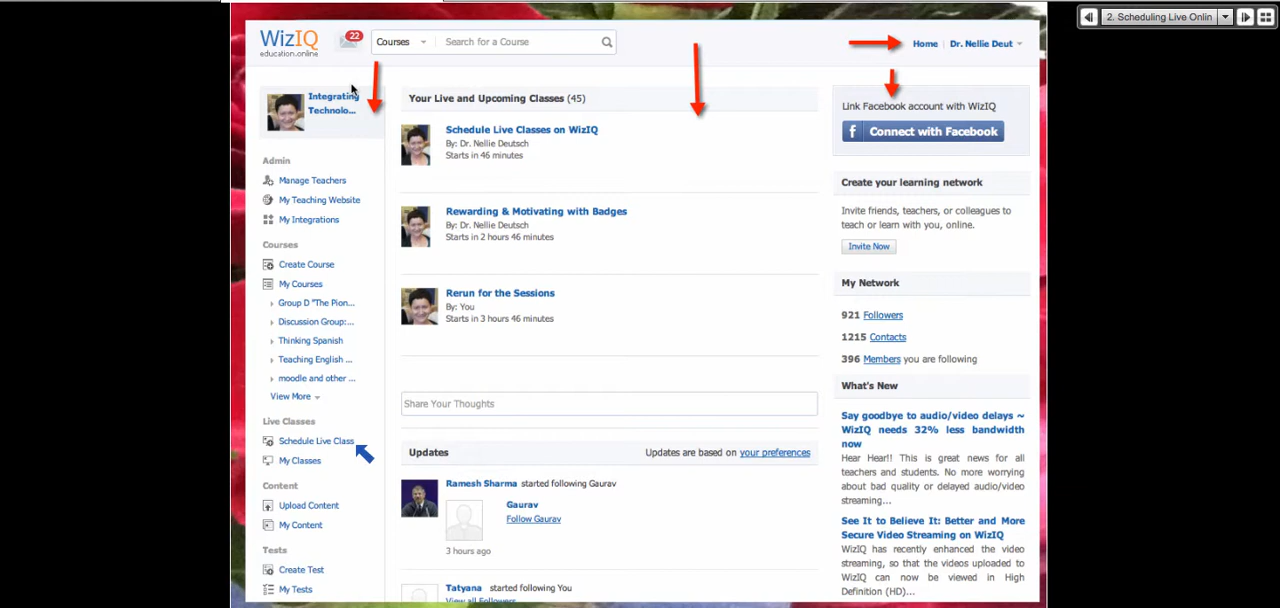 2. Scheduling Live Onlin
WizIQ
education.online
22
Courses
Search for a Course
Home | Dr. Nellie Deut
Integrating
Technolo...
Admin
Manage Teachers
My Teaching Website
My Integrations
Courses
Create Course
My Courses
Group D "The Pion...
Discussion Group:...
Thinking Spanish
Teaching English ...
moodle and other ...
View More
Live Classes
Schedule Live Class
My Classes
Content
Upload Content
My Content
Tests
Create Test
My Tests
Your Live and Upcoming Classes (45)
Schedule Live Classes on WizIQ
By: Dr. Nellie Deutsch
Starts in 46 minutes
Rewarding & Motivating with Badges
By: Dr. Nellie Deutsch
Starts in 2 hours 46 minutes
Rerun for the Sessions
By: You
Starts in 3 hours 46 minutes
Share Your Thoughts
Updates
Updates are based on your preferences
Ramesh Sharma started following Gaurav
Gaurav
Follow Gaurav
3 hours ago
Tatyana started following You
View all Followers
Link Facebook account with WizIQ
f Connect with Facebook
Create your learning network
Invite friends, teachers, or colleagues to
teach or learn with you, online.
Invite Now
My Network
921 Followers
1215 Contacts
396 Members you are following
What's New
Say goodbye to audio/video delays ~
WizIQ needs 32% less bandwidth
now
Hear Hear!! This is great news for all
teachers and students. No more worrying
about bad quality or delayed audio/video
streaming...
See It to Believe It: Better and More
Secure Video Streaming on WizIQ
WizIQ has recently enhanced the video
streaming, so that the videos uploaded to
WizIQ can now be viewed in High
Definition (HD)...